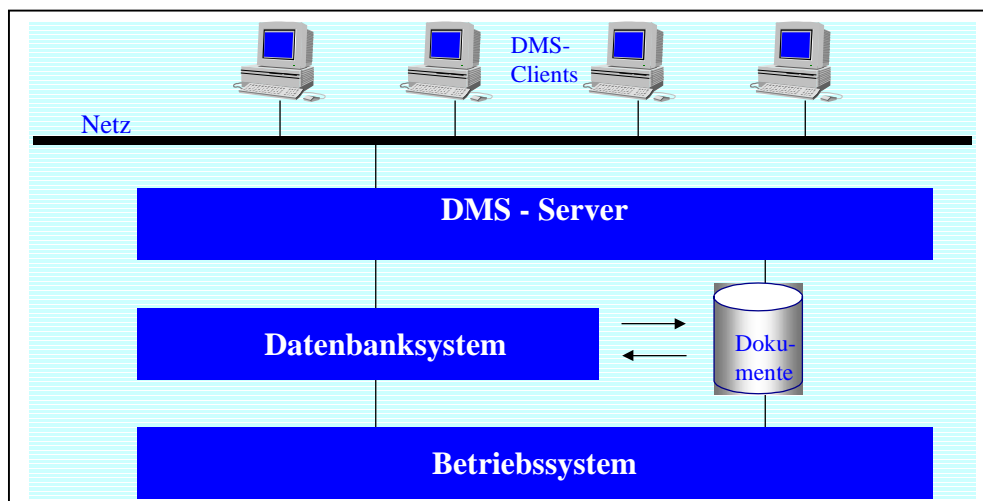 DMS-
Clients
Netz
DMS - Server
Datenbanksystem
Doku-
mente
Betriebssystem